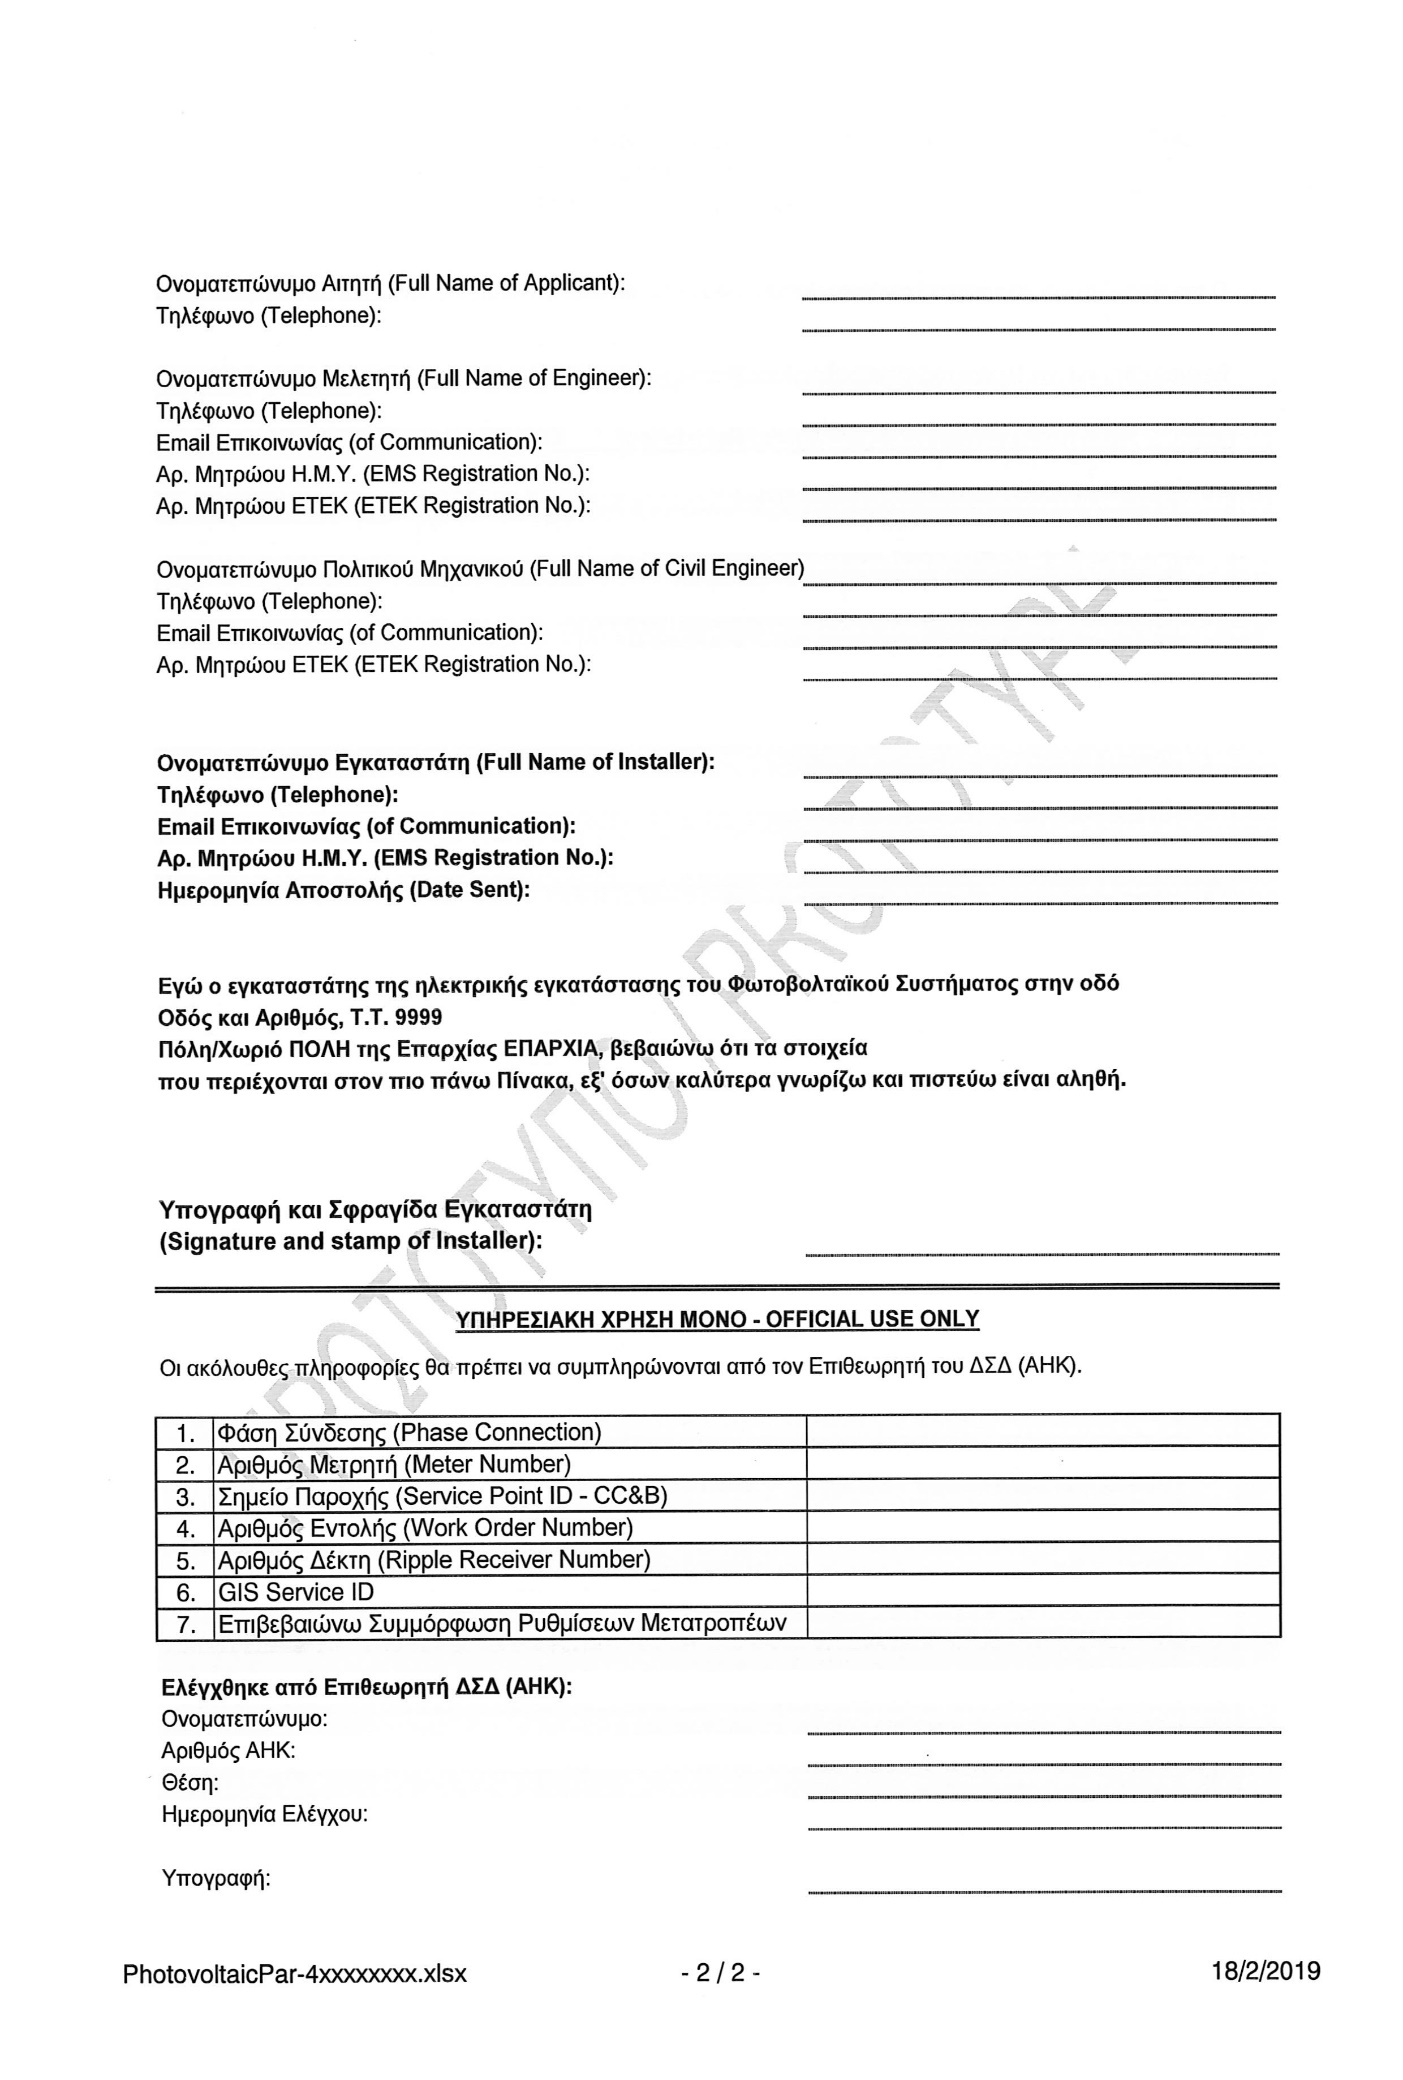 Ονοματεπώνυμο Αιτητή (Full Name of Applicant):
Τηλέφωνο (Telephone):
Ονοματεπώνυμο Μελετητή (Full Name of Engineer):
Τηλέφωνο (Telephone):
Email Επικοινωνίας (of Communication):
Αρ. Μητρώου Η.Μ.Υ. (EMS Registration No.):
Αρ. Μητρώου ΕΤΕΚ (ETEK Registration No.):
Ονοματεπώνυμο Πολιτικού Μηχανικού (Full Name of Civil Engineer)
Τηλέφωνο (Telephone):
Email Επικοινωνίας (of Communication):
Αρ. Μητρώου ΕΤΕΚ (ETEK Registration No.):
Ονοματεπώνυμο Εγκαταστάτη (Full Name of Installer):
Τηλέφωνο (Telephone):
Email Επικοινωνίας (of Communication):
Αρ. Μητρώου Η.Μ.Υ. (EMS Registration No.):
Ημερομηνία Αποστολής (Date Sent):
Εγώ ο εγκαταστάτης της ηλεκτρικής εγκατάστασης του Φωτοβολταϊκού Συστήματος στην οδό
Οδός και Αριθμός, Τ.Τ. 9999
Πόλη/Χωριό ΠΟΛΗ της Επαρχίας ΕΠΑΡΧΙΑ, βεβαιώνω ότι τα στοιχεία
που περιέχονται στον πιο πάνω Πίνακα, εξ' όσων καλύτερα γνωρίζω και πιστεύω είναι αληθή.
ΠΡΩΤΟΤΥΠΟ / PROTOTYPE
Υπογραφή και Σφραγίδα Εγκαταστάτη
(Signature and stamp of Installer):
ΥΠΗΡΕΣΙΑΚΗ ΧΡΗΣΗ ΜΟΝΟ - OFFICIAL USE ONLY
Οι ακόλουθες πληροφορίες θα πρέπει να συμπληρώνονται από τον Επιθεωρητή του ΔΣΔ (ΑΗΚ).
1. Φάση Σύνδεσης (Phase Connection)
2. Αριθμός Μετρητή (Meter Number)
3. Σημείο Παροχής (Service Point ID - CC&B)
4. Αριθμός Εντολής (Work Order Number)
5. Αριθμός Δέκτη (Ripple Receiver Number)
6. GIS Service ID
7. Επιβεβαιώνω Συμμόρφωση Ρυθμίσεων Μετατροπέων
Ελέγχθηκε από Επιθεωρητή ΔΣΔ (ΑΗΚ):
Ονοματεπώνυμο:
Αριθμός ΑΗΚ:
Θέση:
Ημερομηνία Ελέγχου:
Υπογραφή:
PhotovoltaicPar-4xxxxxxxx.xlsx - 2 / 2 - 18/2/2019